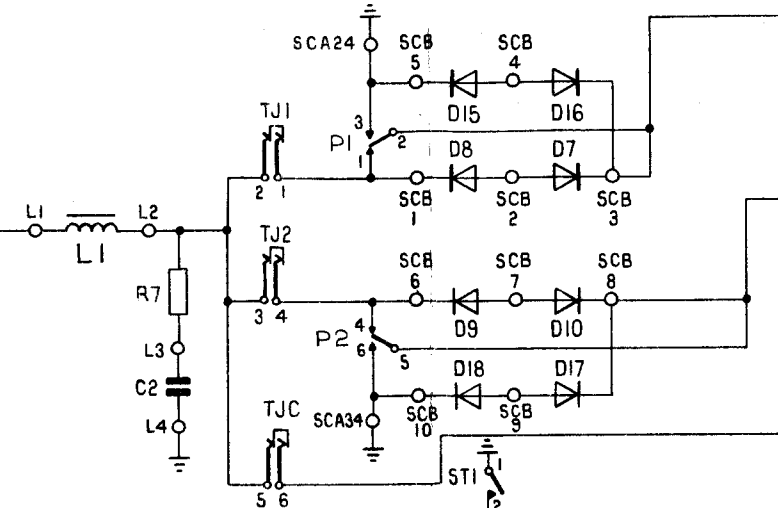 SCA24 SCB SCB
5 4
D15 D16
TJ1
3
P1 2
1
D8 D7
2 1
SCB SCB SCB
1 2 3
L1 L2
L1
TJ2
SCB SCB SCB
6 7 8
R7
3 4
4
P2
6 5
D9 D10
L3
D18 D17
C2
TJC
SCA34 SCB SCB
10 9
L4
ST1 1
2
5 6